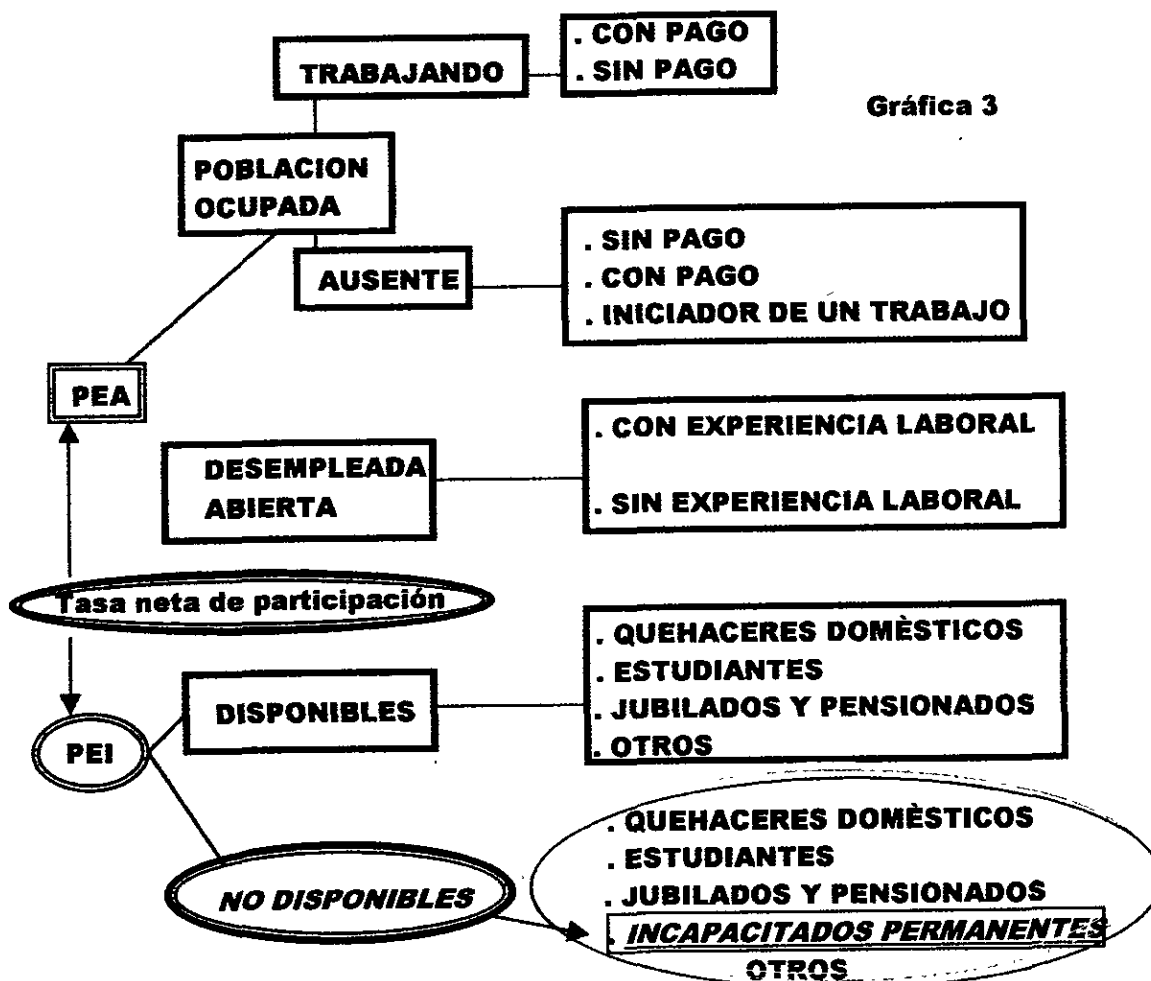 . CON PAGO
TRABAJANDO
. SIN PAGO
Gráfica 3
POBLACION
OCUPADA
. SIN PAGO
AUSENTE
. CON PAGO
. INICIADOR DE UN TRABAJO
PEA
. CON EXPERIENCIA LABORAL
DESEMPLEADA
ABIERTA
. SIN EXPERIENCIA LABORAL
Tasa neta de participación
. QUEHACERES DOMÈSTICOS
. ESTUDIANTES
DISPONIBLES
. JUBILADOS Y PENSIONADOS
. OTROS
PEI
. QUEHACERES DOMÈSTICOS
. ESTUDIANTES
. JUBILADOS Y PENSIONADOS
NO DISPONIBLES
. INCAPACITADOS PERMANENTES
OTROS